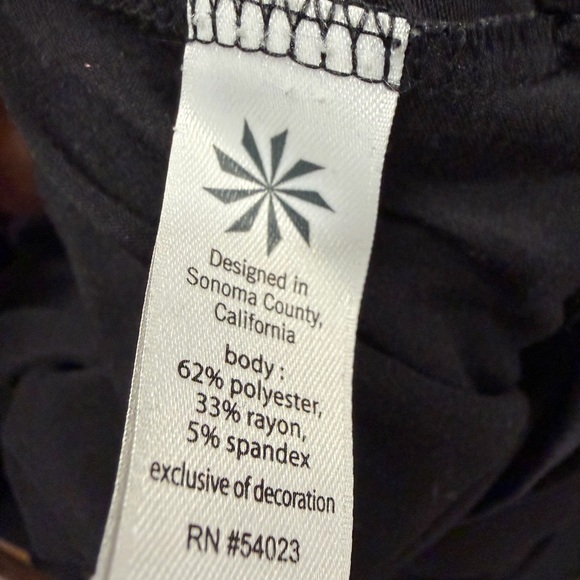 Designed in
Sonoma County,
California
body :
62% polyester,
33% rayon,
5% spandex
exclusive of decoration
RN #54023